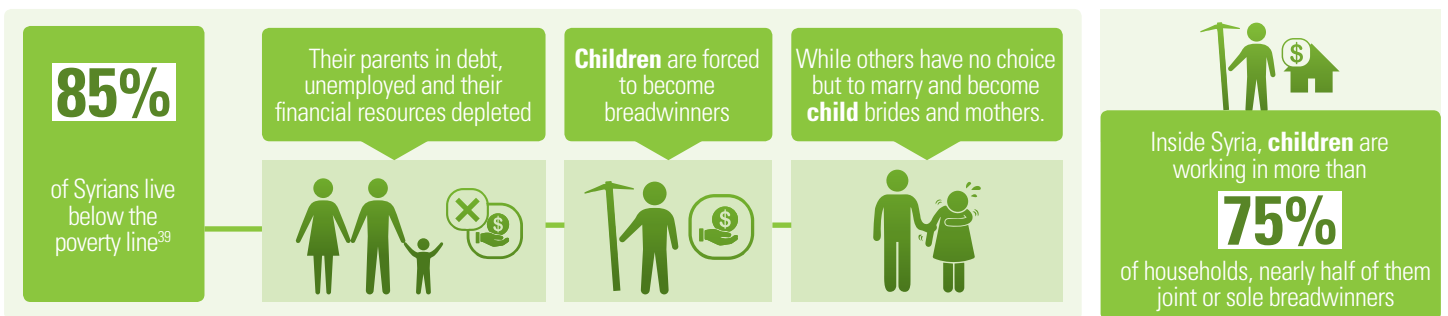 85%
of Syrians live
below the
poverty line39
Their parents in debt,
unemployed and their
financial resources depleted
$
Children are forced
to become
breadwinners
$
While others have no choice
but to marry and become
child brides and mothers.
$
Inside Syria, children are
working in more than
75%
of households, nearly half of them
joint or sole breadwinners